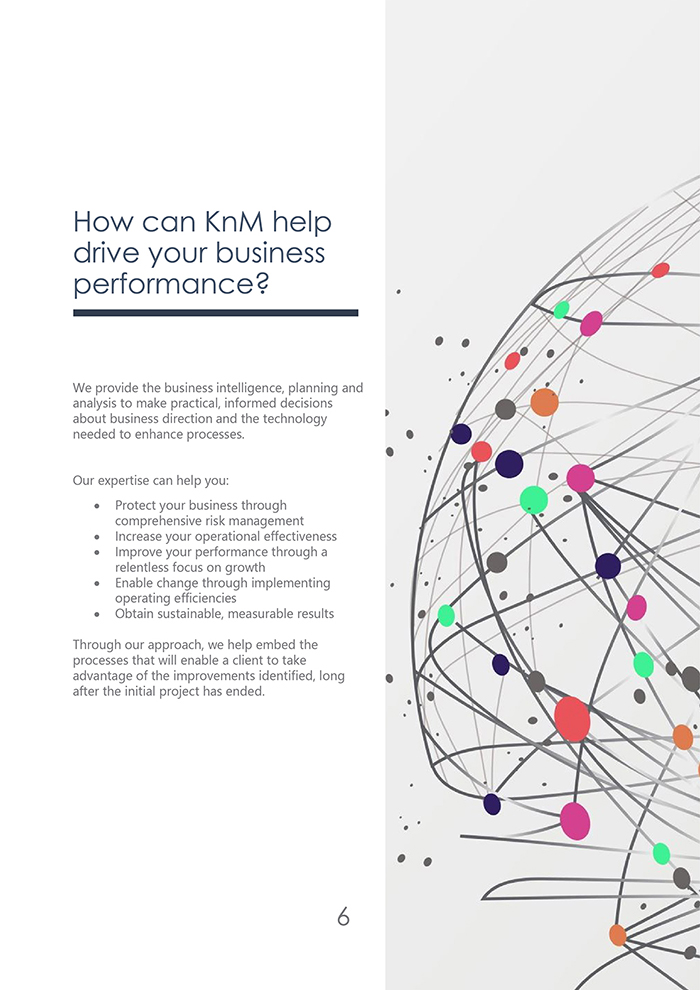 How can KnM help
drive your business
performance?
We provide the business intelligence, planning and
analysis to make practical, informed decisions
about business direction and the technology
needed to enhance processes.
Our expertise can help you:
• Protect your business through
comprehensive risk management
• Increase your operational effectiveness
• Improve your performance through a
relentless focus on growth
• Enable change through implementing
operating efficiencies
• Obtain sustainable, measurable results
Through our approach, we help embed the
processes that will enable a client to take
advantage of the improvements identified, long
after the initial project has ended.
6